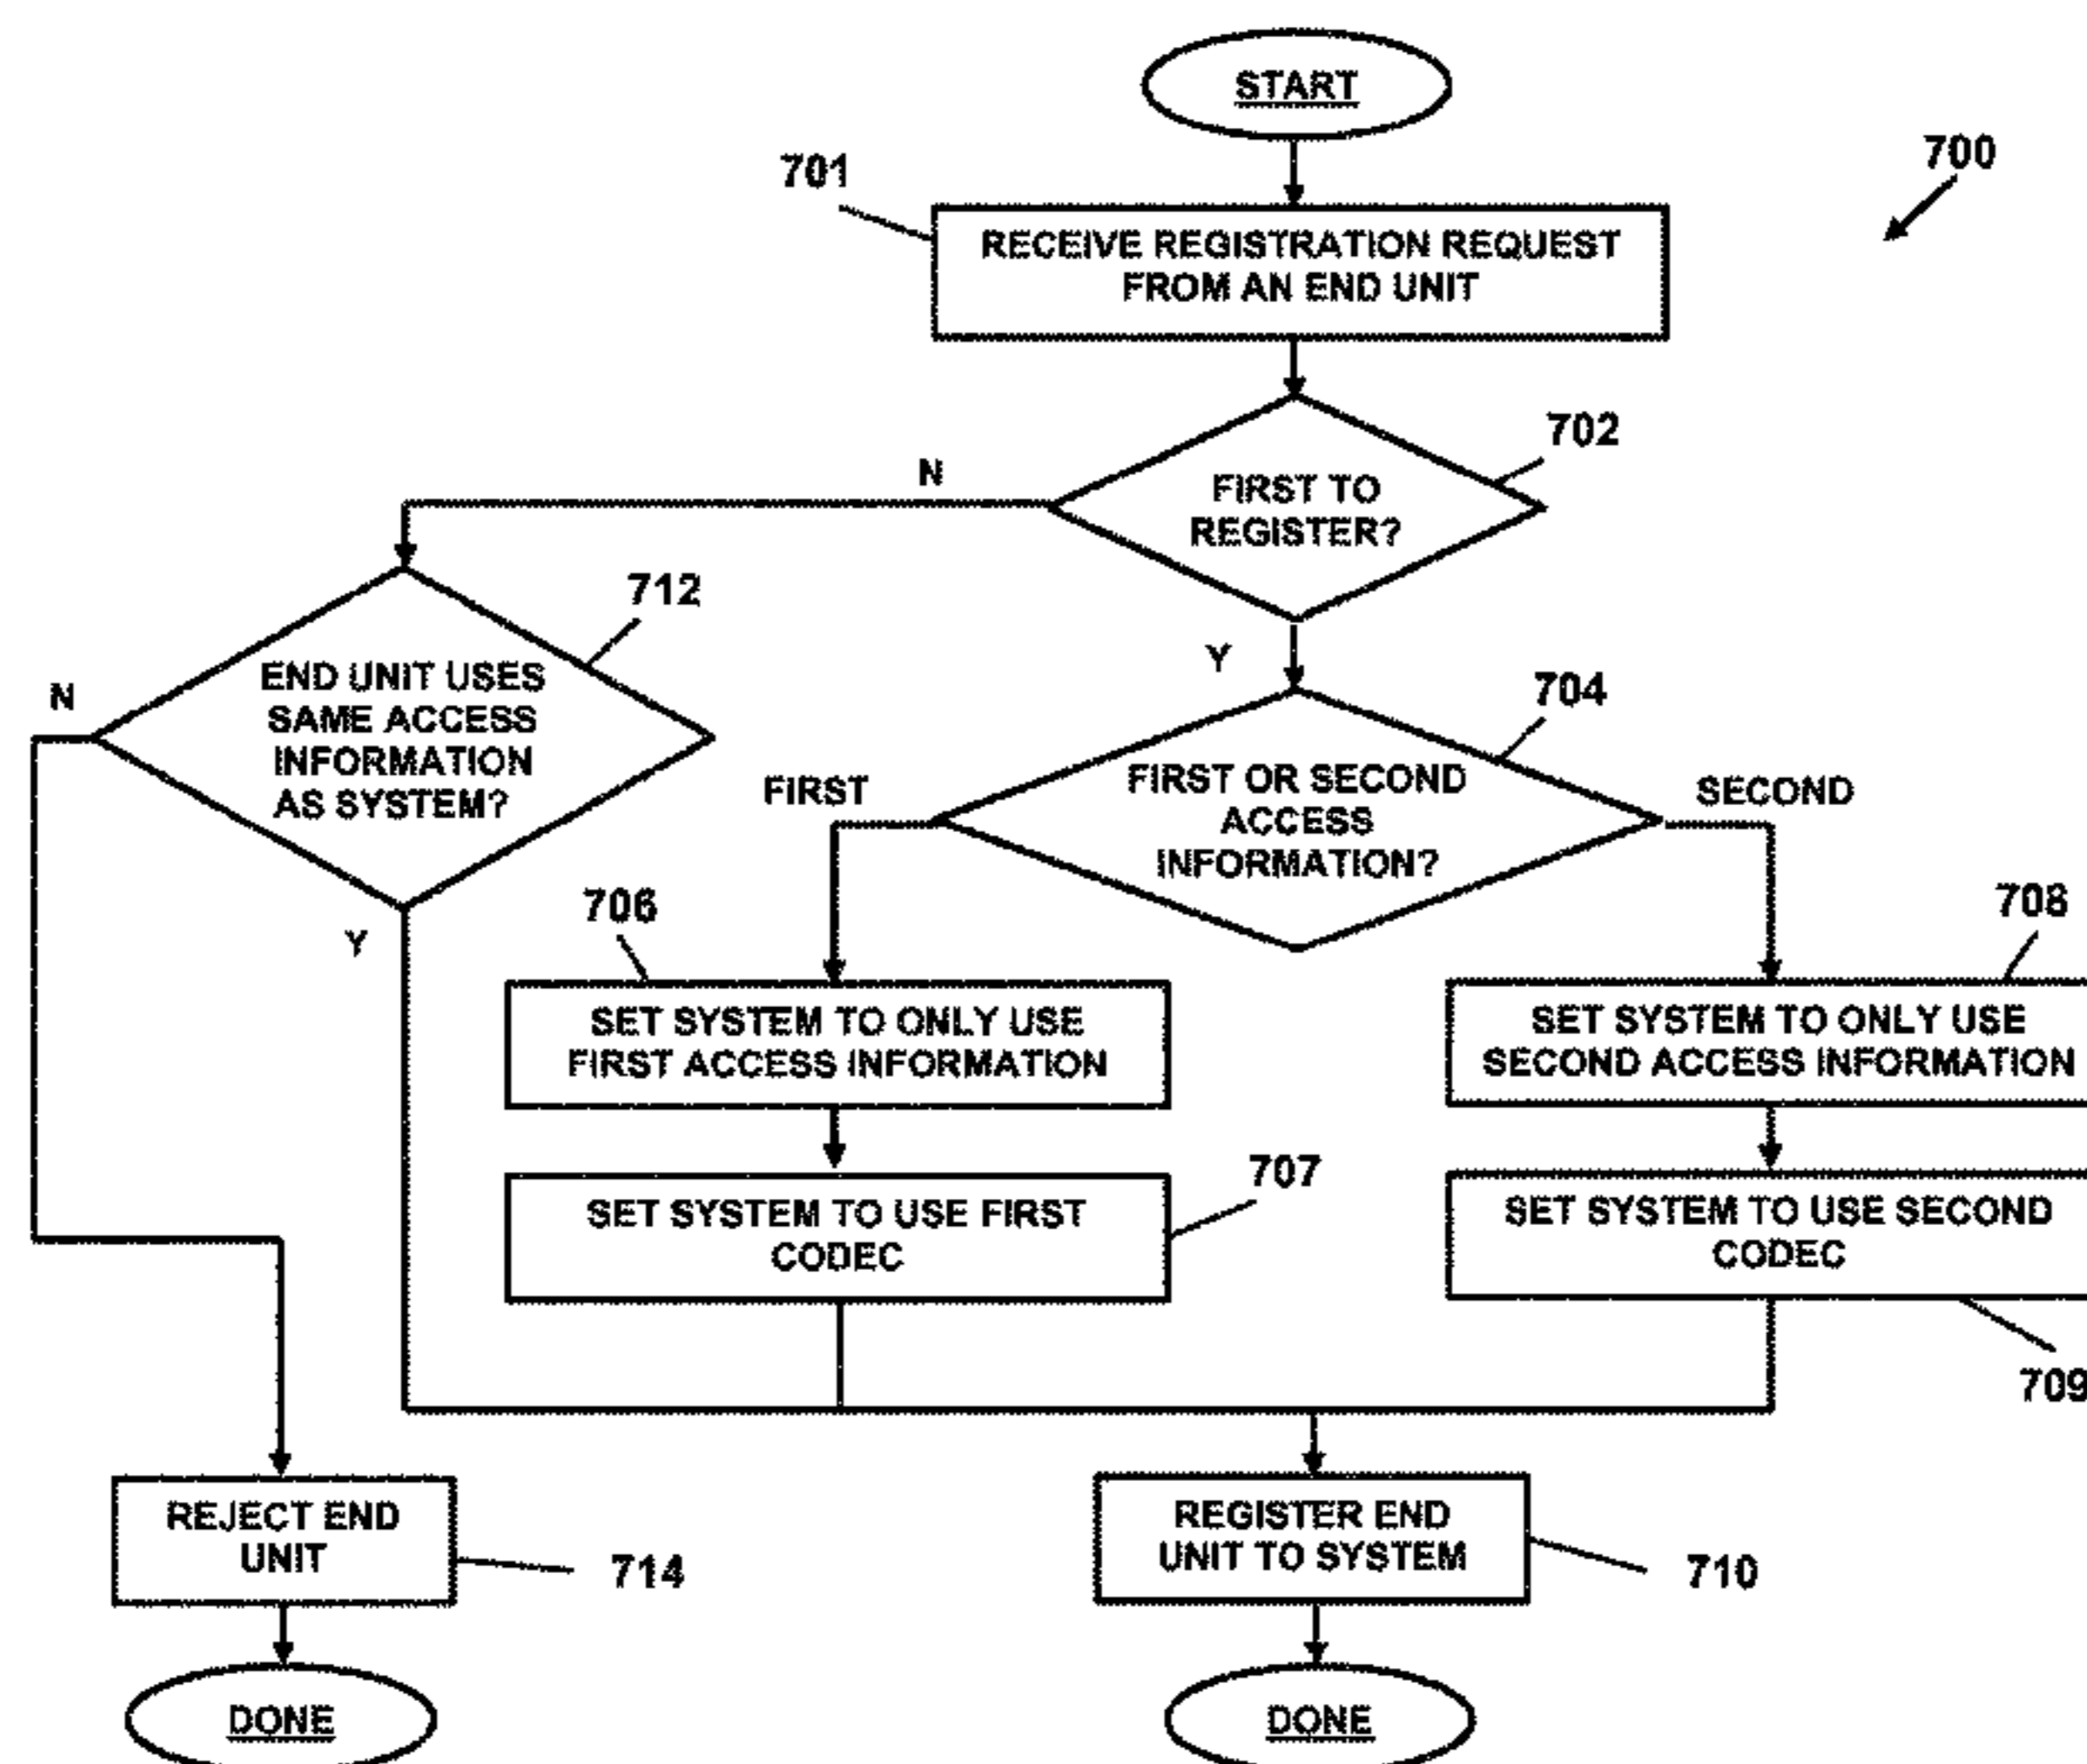 START
700
701
RECEIVE REGISTRATION REQUEST
FROM AN END UNIT
702
N
FIRST TO
REGISTER?
712
Y
704
N
END UNIT USES
SAME ACCESS
INFORMATION
AS SYSTEM?
FIRST
FIRST OR SECOND
ACCESS
INFORMATION?
SECOND
706
708
Y
SET SYSTEM TO ONLY USE
FIRST ACCESS INFORMATION
SET SYSTEM TO ONLY USE
SECOND ACCESS INFORMATION
707
SET SYSTEM TO USE FIRST
CODEC
SET SYSTEM TO USE SECOND
CODEC
709
REJECT END
UNIT
714
REGISTER END
UNIT TO SYSTEM
710
DONE
DONE